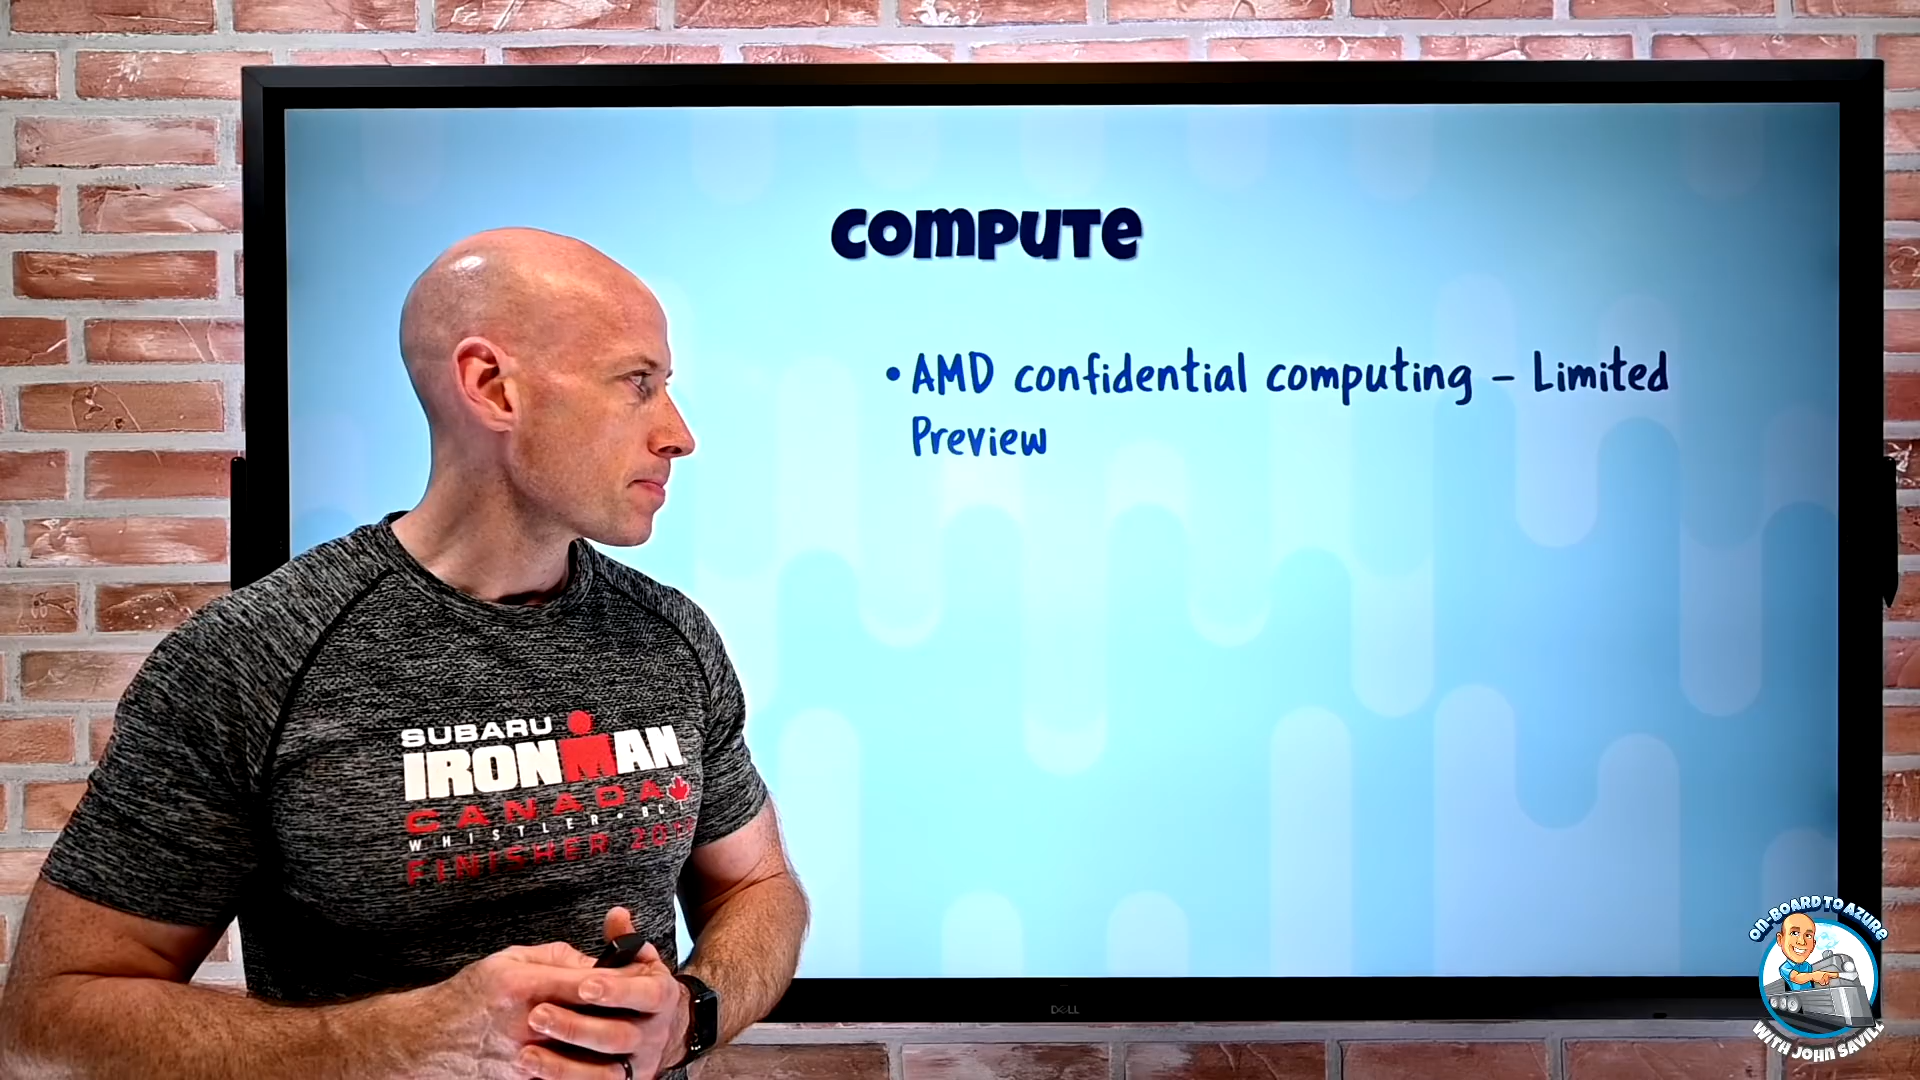 COMPUTE
• AMD confidential computing – Limited
Preview
SUBARU
IRONMAN
CANADA
WHISTLER • BC
FINISHER
DELL
ON-BOARD TO AZURE
WITH JOHN SAVILL